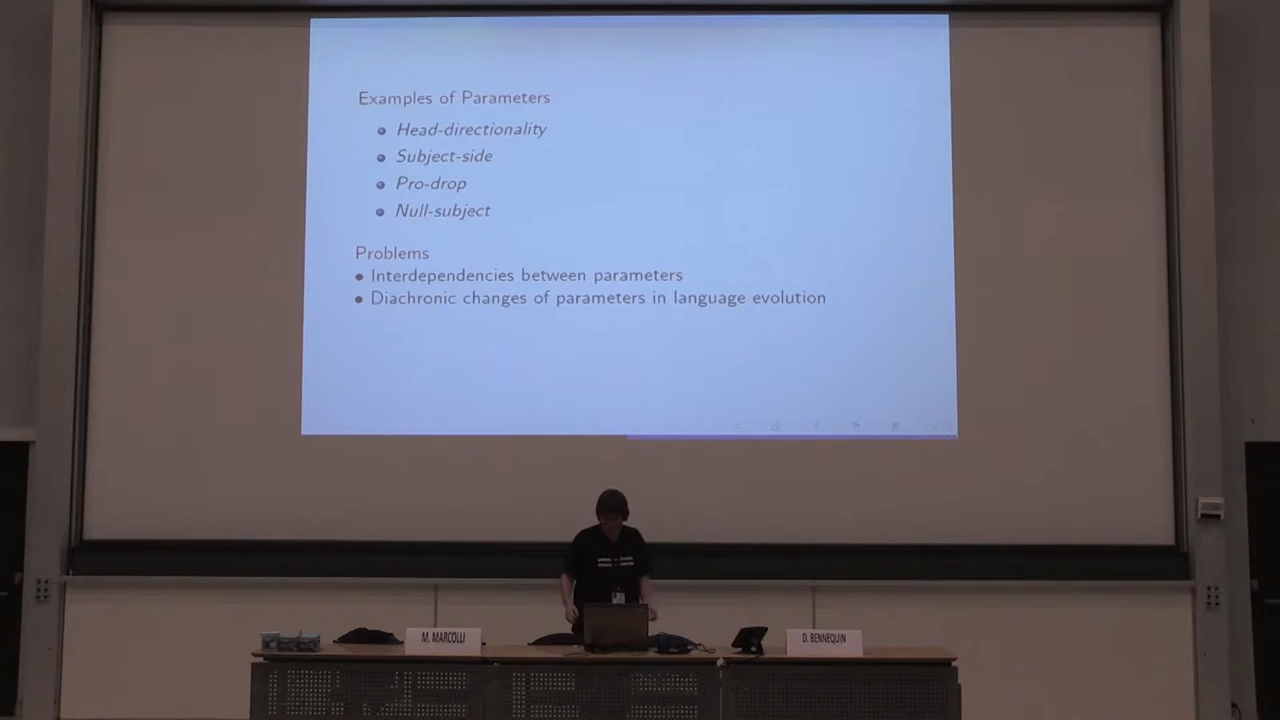 Examples of Parameters
Head-directionality
Subject-side
Pro-drop
Null-subject
Problems
• Interdependencies between parameters
• Diachronic changes of parameters in language evolution
M. MARCOLLI
D. BENNEQUIN